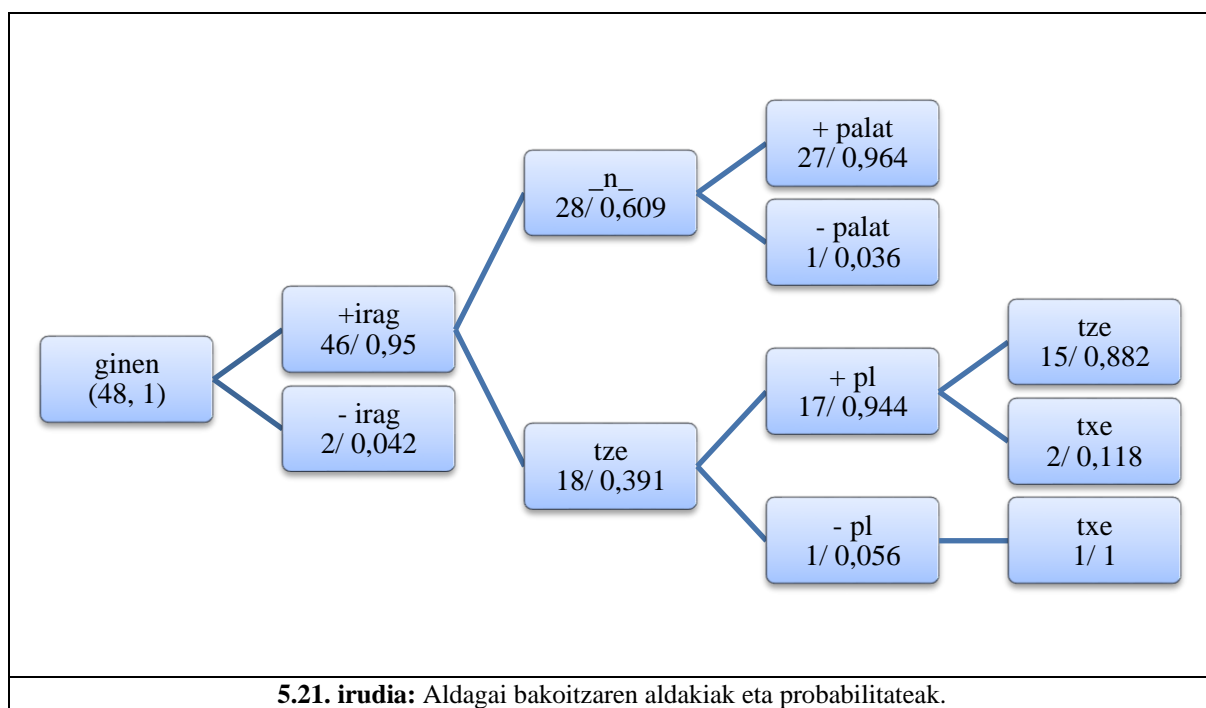 ginen
(48, 1)
+irag
46/ 0,95
- irag
2/ 0,042
_n_
28/ 0,609
tze
18/ 0,391
+ palat
27/ 0,964
- palat
1/ 0,036
+ pl
17/ 0,944
- pl
1/ 0,056
tze
15/ 0,882
txe
2/ 0,118
txe
1/ 1
5.21. irudia: Aldagai bakoitzaren aldakiak eta probabilitateak.